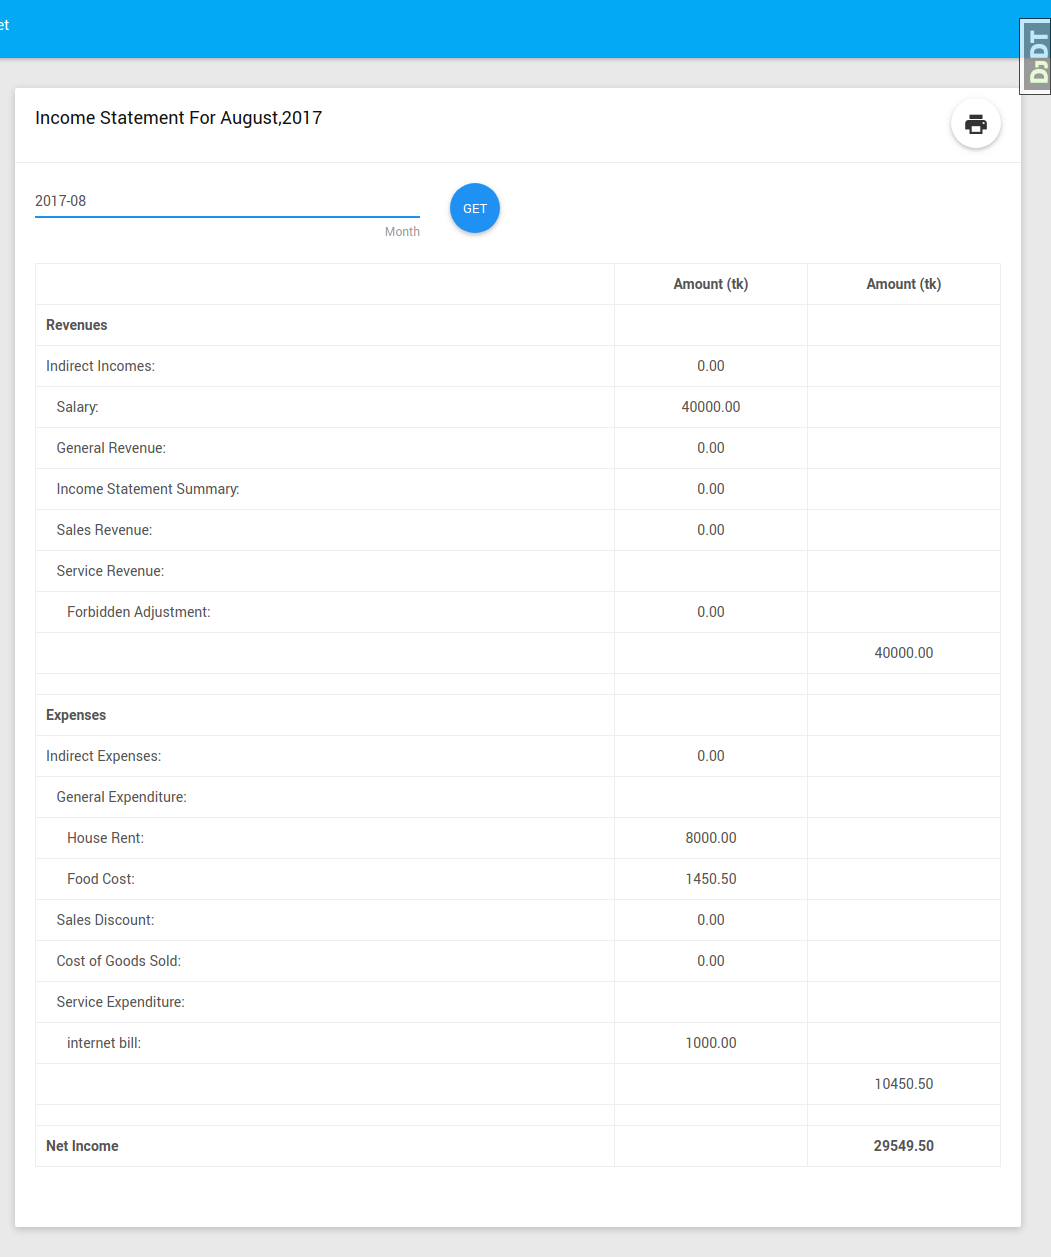 et
DJDT
Income Statement For August,2017
2017-08
GET
Month
Amount (tk) Amount (tk)
Revenues
Indirect Incomes: 0.00
Salary: 40000.00
General Revenue: 0.00
Income Statement Summary: 0.00
Sales Revenue: 0.00
Service Revenue:
Forbidden Adjustment: 0.00
40000.00
Expenses
Indirect Expenses: 0.00
General Expenditure:
House Rent: 8000.00
Food Cost: 1450.50
Sales Discount: 0.00
Cost of Goods Sold: 0.00
Service Expenditure:
internet bill: 1000.00
10450.50
Net Income 29549.50